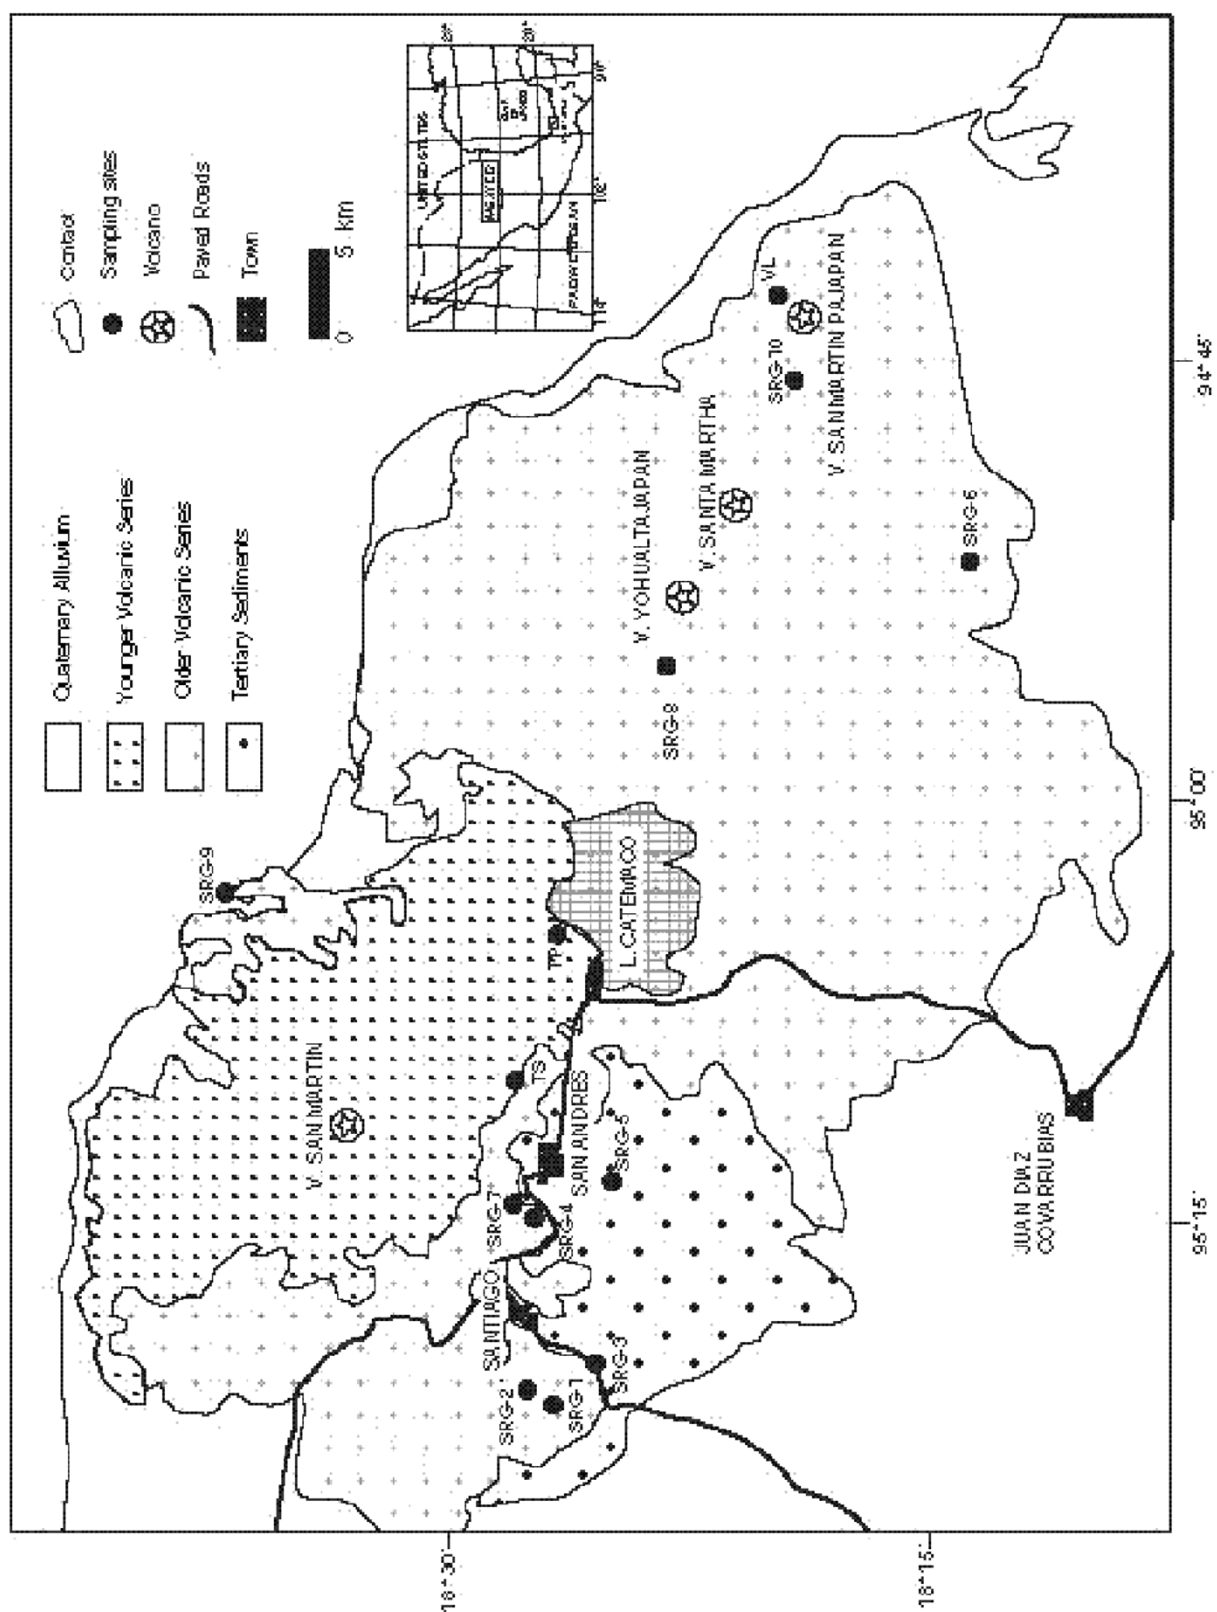 Quaternary Alluvium
Younger Volcanic Series
Older Volcanic Series
Tertiary Sediments
Contact
Sampling sites
Volcano
Paved Roads
Town
0 5 km
UNITED STATES
MEXICO
PACIFIC OCEAN
114°
102°
90°
SRG-9
V. SAN MARTIN
TS
TP
SAN ANDRES
SRG-7
SRG-4
SRG-5
SANTIAGO
SRG-2
SRG-1
SRG-3
L. CATEMACO
SRG-8
V. YOHUALTAJAPAN
V. SANTA MARTHA
SRG-10
VL
V. SAN MARTIN PAJAPAN
SRG-6
JUAN DIAZ
COVARRUBIAS
18°30'
18°15'
95°15'
95°00'
94°45'